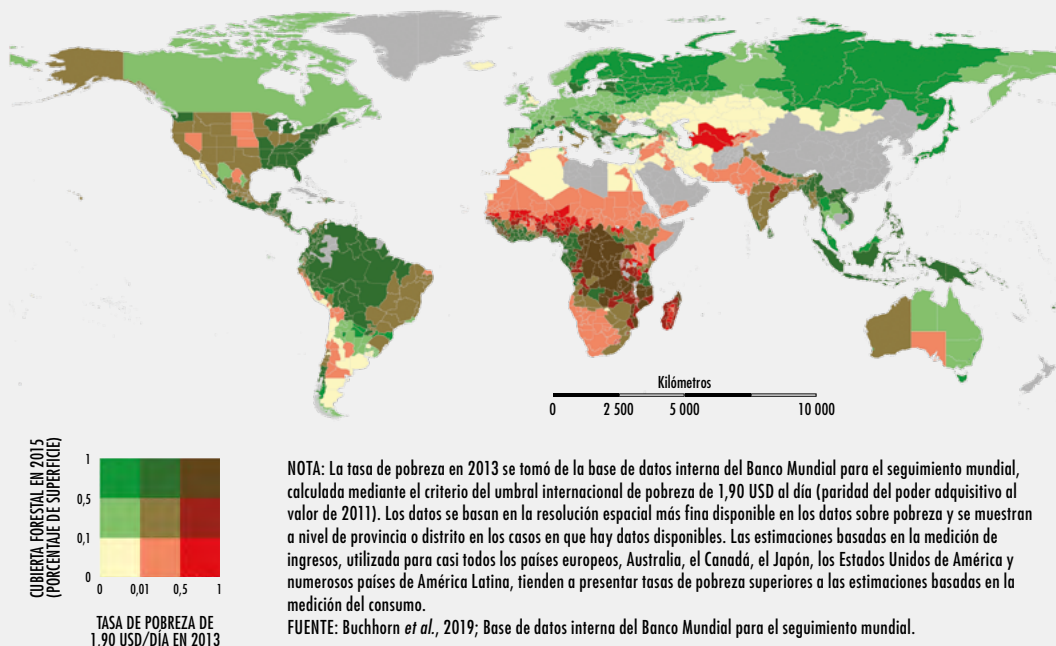 Kilómetros
0 2 500 5 000 10 000
CUBIERTA FORESTAL EN 2015
(PORCENTAJE DE SUPERFICIE)
1
0,5
0,1
0
0 0,01 0,5 1
TASA DE POBREZA DE
1,90 USD/DÍA EN 2013
NOTA: La tasa de pobreza en 2013 se tomó de la base de datos interna del Banco Mundial para el seguimiento mundial,
calculada mediante el criterio del umbral internacional de pobreza de 1,90 USD al día (paridad del poder adquisitivo al
valor de 2011). Los datos se basan en la resolución espacial más fina disponible en los datos sobre pobreza y se muestran
a nivel de provincia o distrito en los casos en que hay datos disponibles. Las estimaciones basadas en la medición de
ingresos, utilizada para casi todos los países europeos, Australia, el Canadá, el Japón, los Estados Unidos de América y
numerosos países de América Latina, tienden a presentar tasas de pobreza superiores a las estimaciones basadas en la
medición del consumo.
FUENTE: Buchhorn et al., 2019; Base de datos interna del Banco Mundial para el seguimiento mundial.